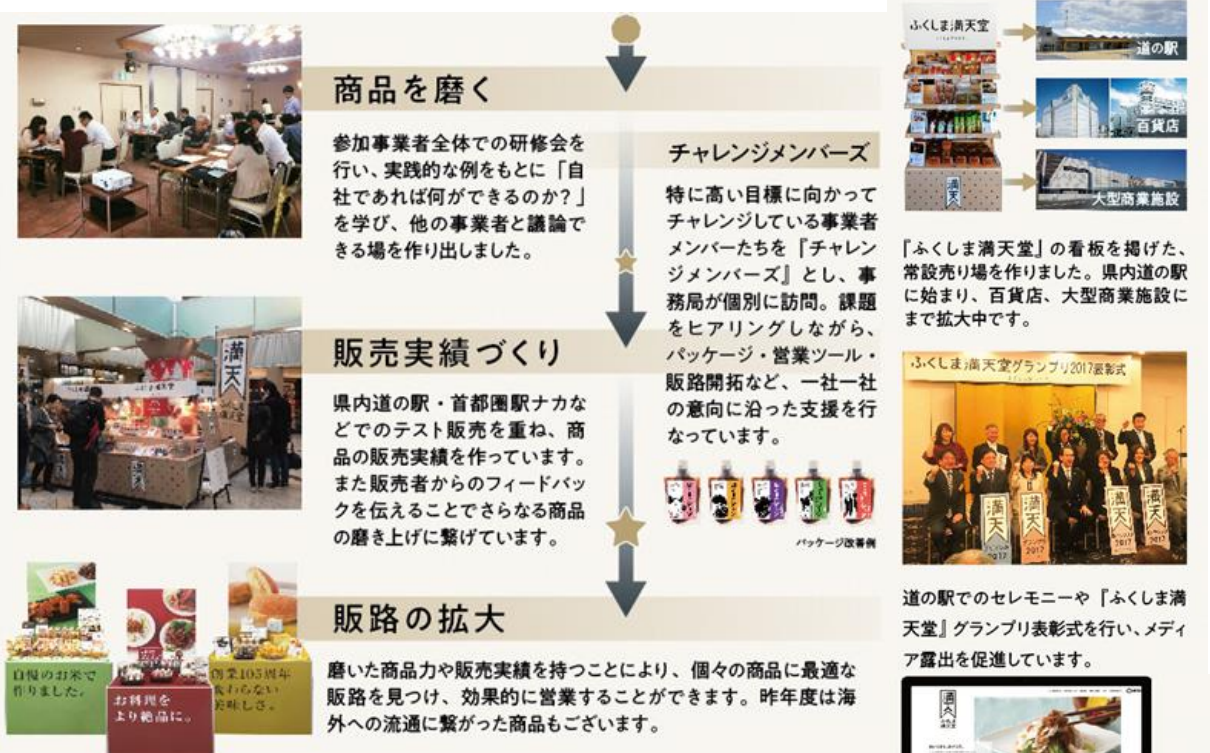 商品を磨く
参加事業者全体での研修会を
行い、実践的な例をもとに「自
社であれば何ができるのか?」
を学び、他の事業者と議論で
きる場を作り出しました。
チャレンジメンバーズ
特に高い目標に向かって
チャレンジしている事業者
メンバーたちを『チャレン
ジメンバーズ』とし、事
務局が個別に訪問。課題
をヒアリングしながら、
パッケージ・営業ツール・
販路開拓など、一社一社
の意向に沿った支援を行
なっています。
パッケージ改善例
満天
販売実績づくり
県内道の駅・首都圏駅ナカな
どでのテスト販売を重ね、商
品の販売実績を作っています。
また販売者からのフィードバッ
クを伝えることでさらなる商品
の磨き上げに繋げています。
自慢のお米で
作りました。
お料理を
より絶品に。
創業105周年
変わらない
美味しさ。
販路の拡大
磨いた商品力や販売実績を持つことにより、個々の商品に最適な
販路を見つけ、効果的に営業することができます。昨年度は海
外への流通に繋がった商品もございます。
ふくしま満天堂
満天
道の駅
百貨店
大型商業施設
『ふくしま満天堂』の看板を掲げた、
常設売り場を作りました。県内道の駅
に始まり、百貨店、大型商業施設に
まで拡大中です。
ふくしま満天堂グランプリ2017表彰式
満天
2017
満天
グランプリ
2017
満天
2017
満天
2017
道の駅でのセレモニーや『ふくしま満
天堂』グランプリ表彰式を行い、メディ
ア露出を促進しています。
満天